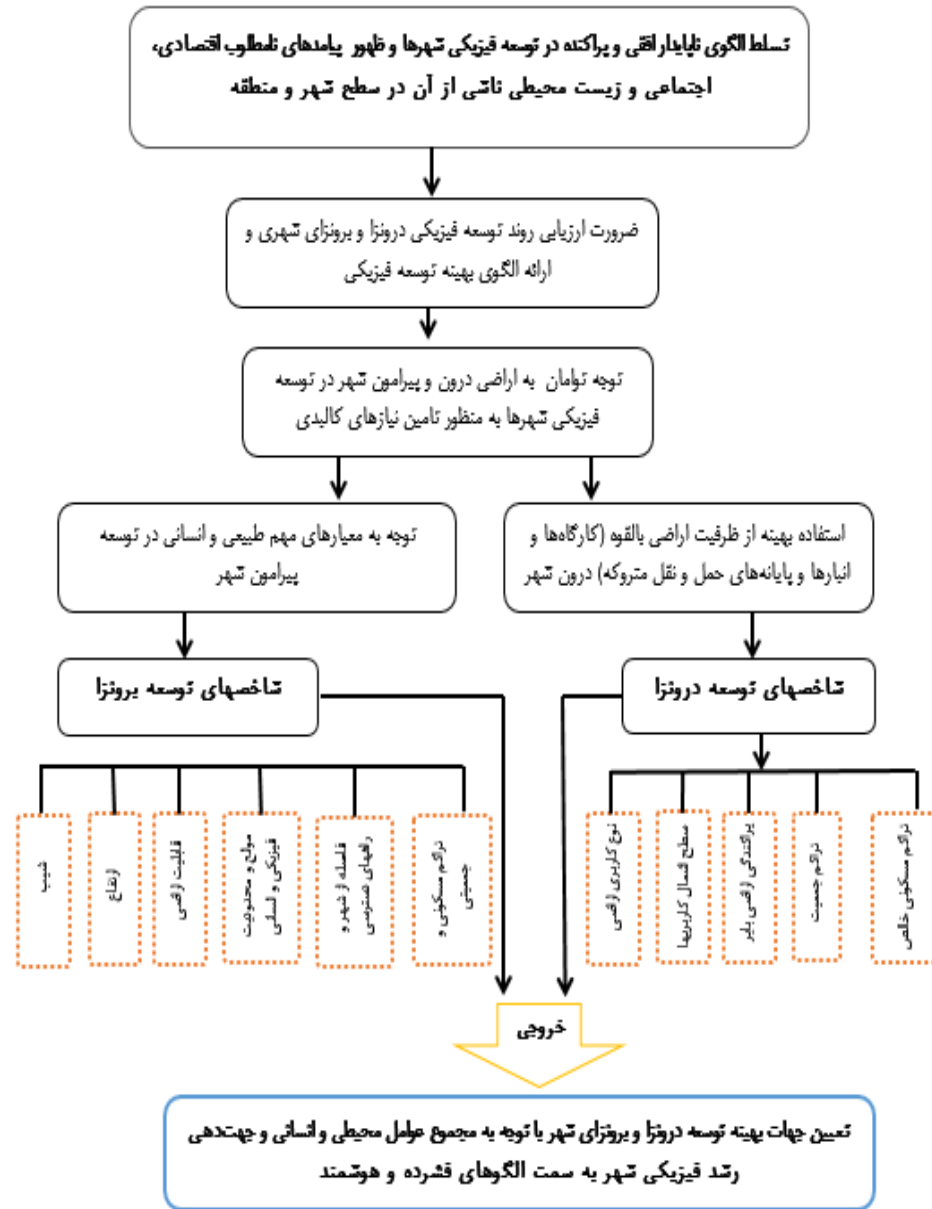 تسلط الگوی ناپایدار افقی و پراکنده در توسعه فیزیکی شهرها و ظهور پیامدهای نامطلوب اقتصادی،
اجتماعی و زیست محیطی ناشی از آن در سطح شهر و منطقه
ضرورت ارزیابی روند توسعه فیزیکی درونزا و برونزای شهری و
ارائه الگوی بهینه توسعه فیزیکی
توجه توامان به اراضی درون و پیرامون شهر در توسعه
فیزیکی شهرها به منظور تامین نیازهای کالبدی
استفاده بهینه از ظرفیت اراضی بالقوه (کارگاه‌ها و
انبارها و پایانه‌های حمل و نقل متروکه) درون شهر
توجه به معیارهای مهم طبیعی و انسانی در توسعه
پیرامون شهر
شاخصهای توسعه درونزا
شاخصهای توسعه برونزا
تراکم مسکونی خالص
تراکم جمعیت
پراکندگی اراضی بایر
سطح اشغال کاربریها
نوع کاربری اراضی
تراکم مسکونی و
جمعیتی
فاصله از شهر و
راههای دسترسی
موانع و محدودیت
فیزیکی و انسانی
قابلیت اراضی
ارتفاع
شیب
خروجی
تعیین جهات بهینه توسعه درونزا و برونزای شهر با توجه به مجموع عوامل محیطی و انسانی و جهت‌دهی
رشد فیزیکی شهر به سمت الگوهای فشرده و هوشمند